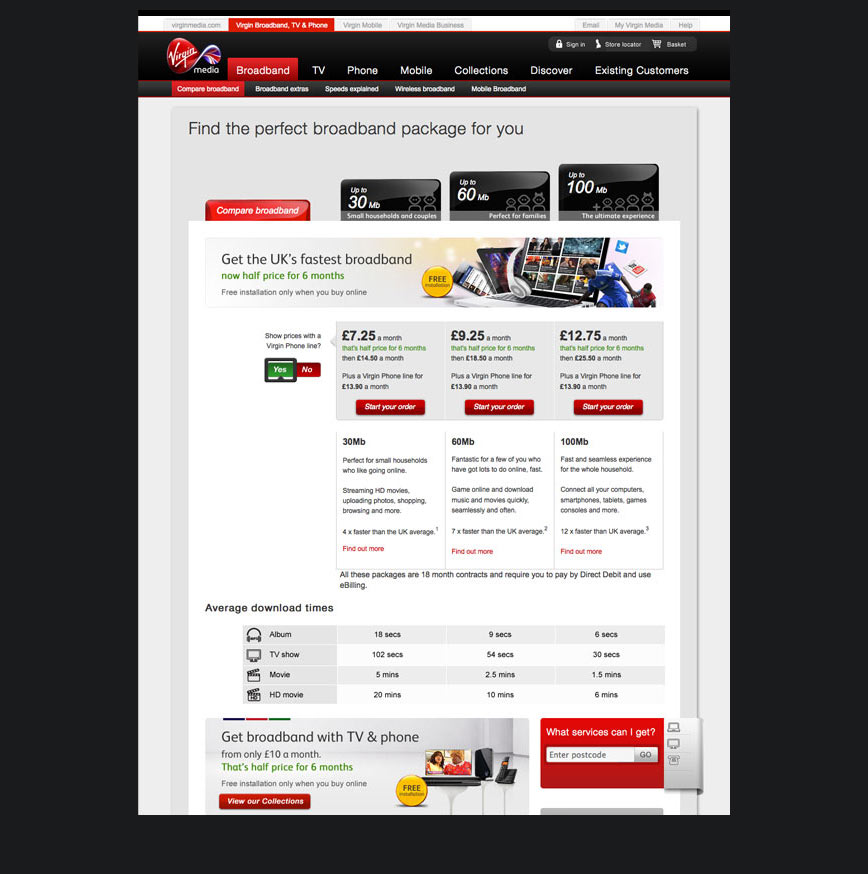 virginmedia.com Virgin Broadband, TV & Phone Virgin Mobile Virgin Media Business Email My Virgin Media Help
Virgin media
Sign in Store locator Basket
Broadband TV Phone Mobile Collections Discover Existing Customers
Compare broadband Broadband extras Speeds explained Wireless broadband Mobile Broadband
Find the perfect broadband package for you
Compare broadband
Up to
30 Mb
Small households and couples
Up to
60 Mb
Perfect for families
Up to
100 Mb
The ultimate experience
Get the UK's fastest broadband
now half price for 6 months
Free installation only when you buy online
FREE
installation
Show prices with a
Virgin Phone line?
Yes No
£7.25 a month
that's half price for 6 months
then £14.50 a month
Plus a Virgin Phone line for
£13.90 a month
Start your order
£9.25 a month
that's half price for 6 months
then £18.50 a month
Plus a Virgin Phone line for
£13.90 a month
Start your order
£12.75 a month
that's half price for 6 months
then £25.50 a month
Plus a Virgin Phone line for
£13.90 a month
Start your order
30Mb
Perfect for small households
who like going online.
Streaming HD movies,
uploading photos, shopping,
browsing and more.
4 x faster than the UK average.1
Find out more
60Mb
Fantastic for a few of you who
have got lots to do online, fast.
Game online and download
music and movies quickly,
seamlessly and often.
7 x faster than the UK average.2
Find out more
100Mb
Fast and seamless experience
for the whole household.
Connect all your computers,
smartphones, tablets, games
consoles and more.
12 x faster than UK average.3
Find out more
All these packages are 18 month contracts and require you to pay by Direct Debit and use
eBilling.
Average download times
Album 18 secs 9 secs 6 secs
TV show 102 secs 54 secs 30 secs
Movie 5 mins 2.5 mins 1.5 mins
HD movie 20 mins 10 mins 6 mins
Get broadband with TV & phone
from only £10 a month.
That's half price for 6 months
Free installation when you buy online
View our Collections
FREE
installation
What services can I get?
Enter postcode GO